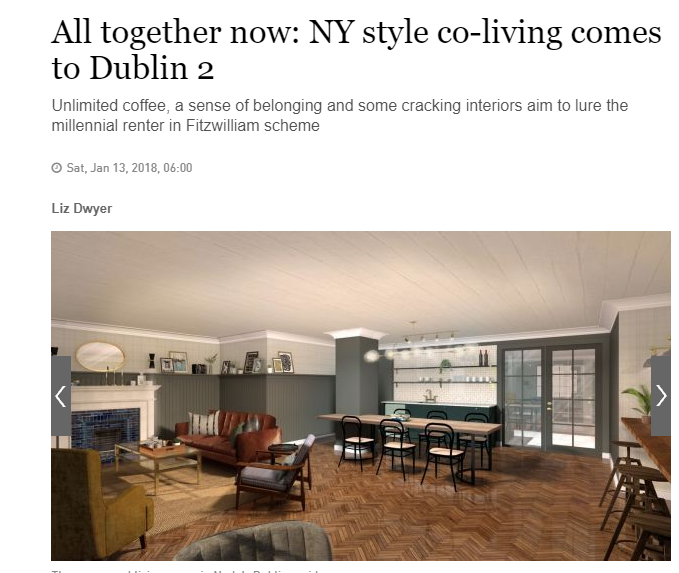 All together now: NY style co-living comes
to Dublin 2
Unlimited coffee, a sense of belonging and some cracking interiors aim to lure the
millennial renter in Fitzwilliam scheme
Sat, Jan 13, 2018, 06:00
Liz Dwyer